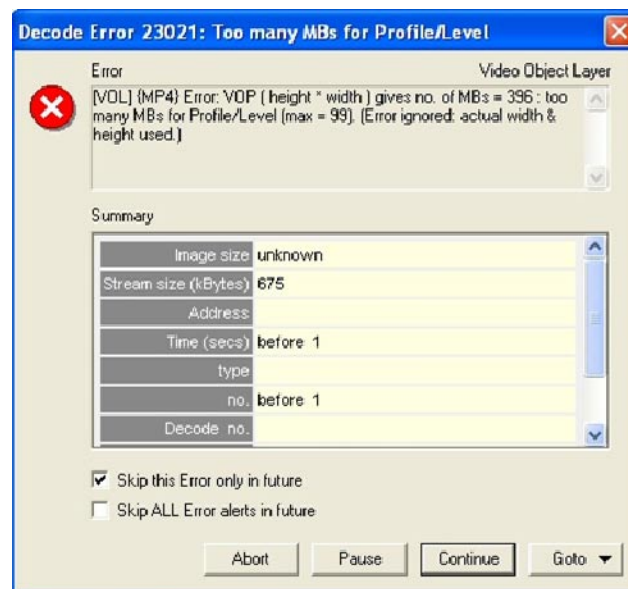 Decode Error 23021: Too many MBs for Profile/Level
Error
Video Object Layer
[VOL] {MP4} Error: VOP ( height * width ) gives no. of MBs = 396 : too
many MBs for Profile/Level (max = 99). (Error ignored: actual width &
height used.)
Summary
Image size unknown
Stream size (kBytes) 675
Address
Time (secs) before 1
type
no. before 1
Decode no.
Skip this Error only in future
Skip ALL Error alerts in future
Abort Pause Continue Goto